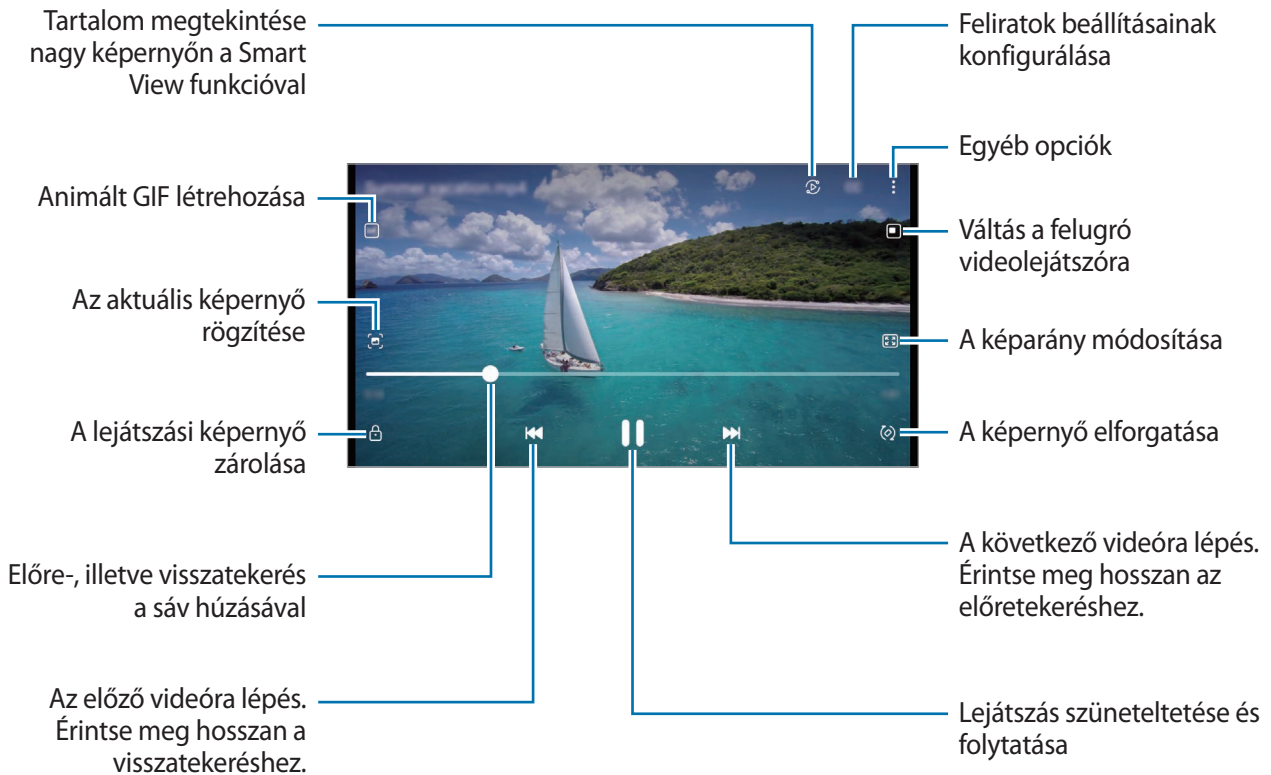 Tartalom megtekintése
nagy képernyőn a Smart
View funkcióval
Animált GIF létrehozása
Az aktuális képernyő
rögzítése
A lejátszási képernyő
zárolása
Előre-, illetve visszatekerés
a sáv húzásával
Az előző videóra lépés.
Érintse meg hosszan a
visszatekeréshez.
Feliratok beállításainak
konfigurálása
Egyéb opciók
Váltás a felugró
videolejátszóra
A képarány módosítása
A képernyő elforgatása
A következő videóra lépés.
Érintse meg hosszan az
előretekeréshez.
Lejátszás szüneteltetése és
folytatása